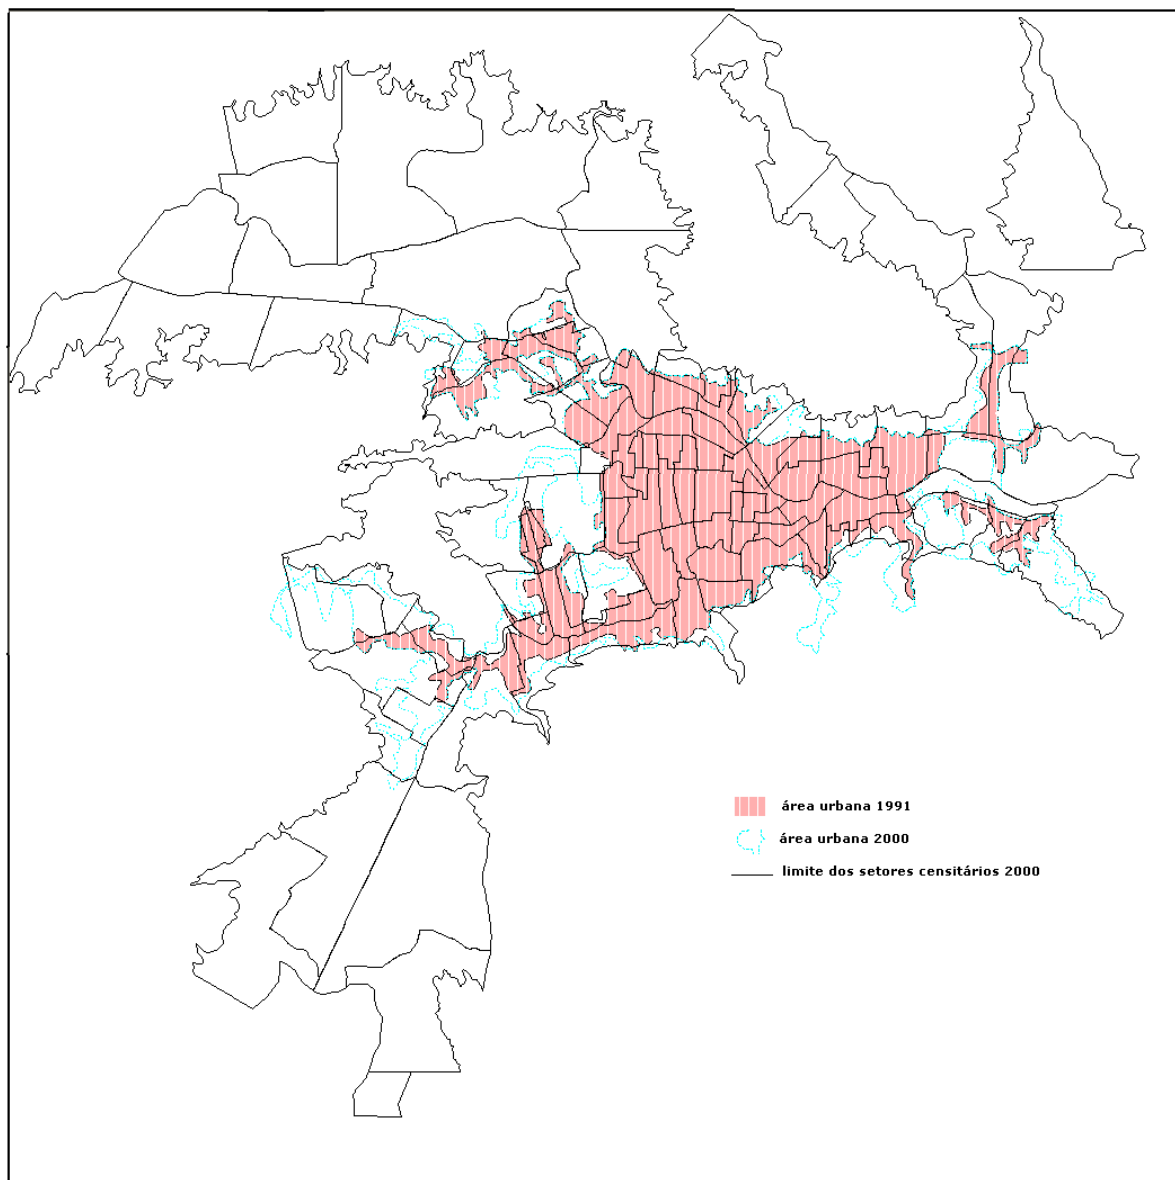 área urbana 1991
área urbana 2000
limite dos setores censitários 2000